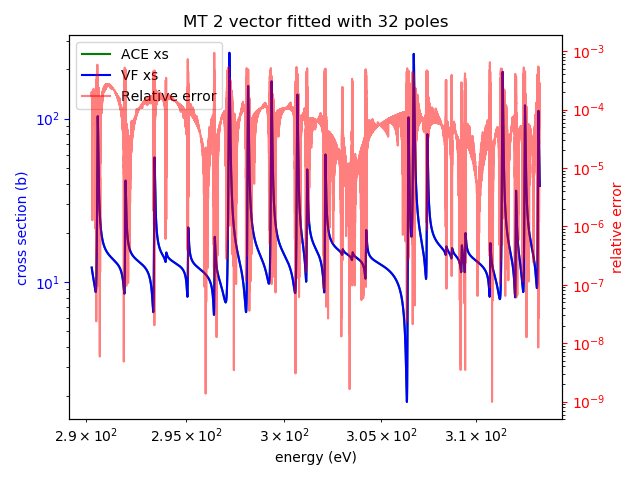 MT 2 vector fitted with 32 poles
ACE xs
VF xs
Relative error
10²
10¹
cross section (b)
10⁻³
10⁻⁴
10⁻⁵
10⁻⁶
10⁻⁷
10⁻⁸
10⁻⁹
relative error
2.9 × 10²
2.95 × 10²
3 × 10²
3.05 × 10²
3.1 × 10²
energy (eV)